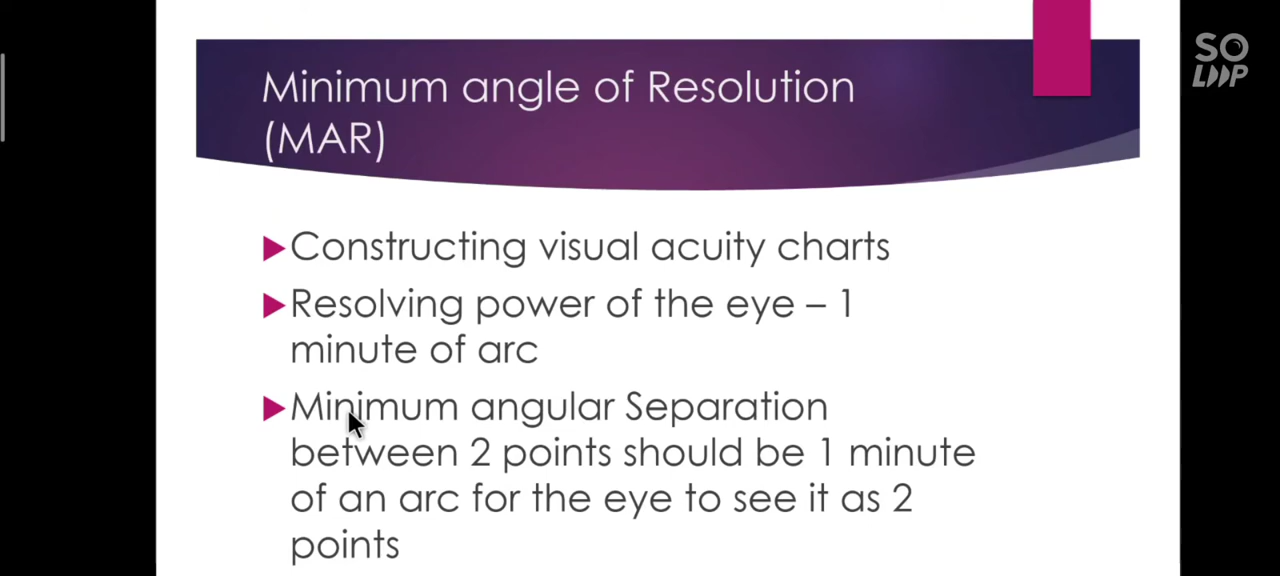 Minimum angle of Resolution
(MAR)
SO
LOOP
Constructing visual acuity charts
Resolving power of the eye – 1
minute of arc
Minimum angular Separation
between 2 points should be 1 minute
of an arc for the eye to see it as 2
points